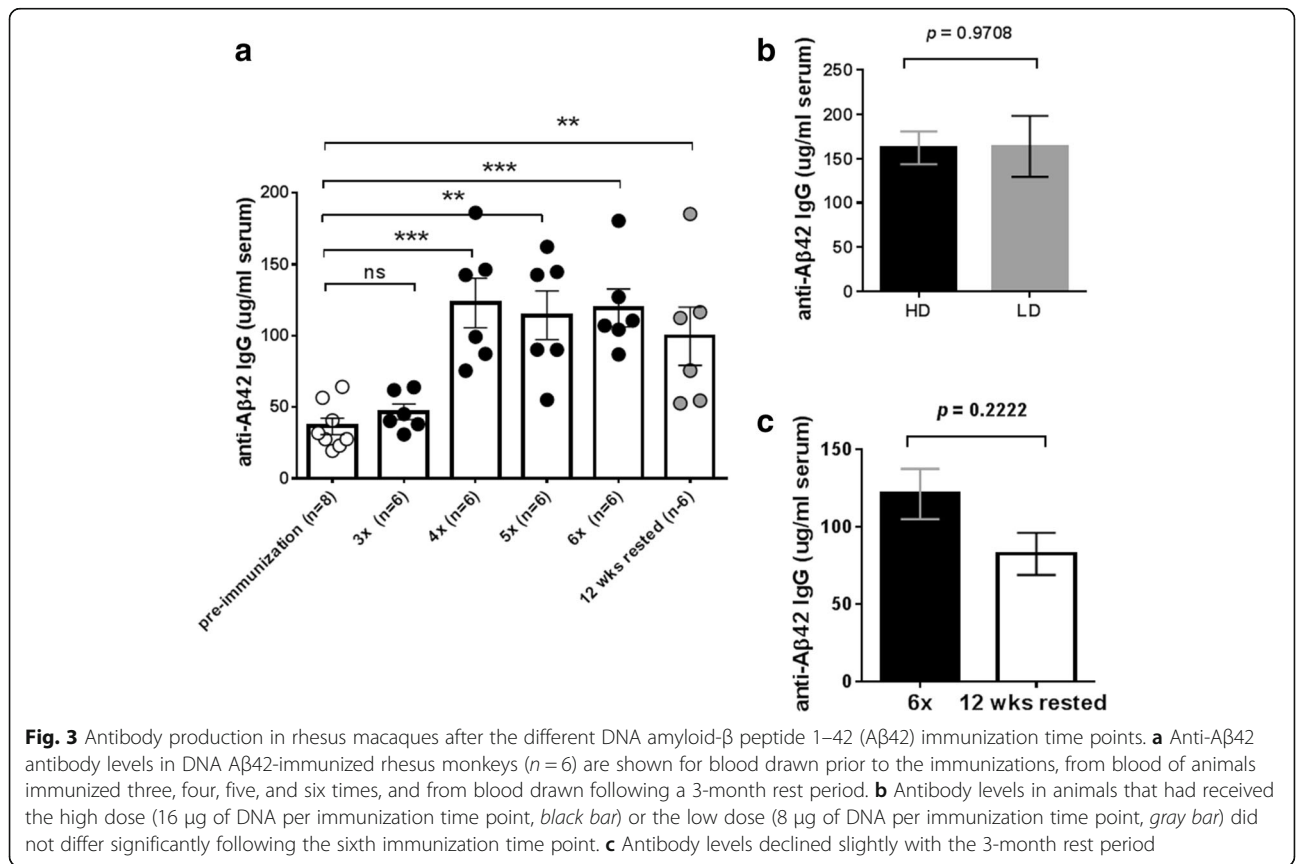 a
anti-Aβ42 IgG (ug/ml serum)
200
150
100
50
0
**
***
**
***
ns
pre-immunization (n=8)
3x (n=6)
4x (n=6)
5x (n=6)
6x (n=6)
12 wks rested (n-6)
b
p = 0.9708
anti-Aβ42 IgG (ug/ml serum)
250
200
150
100
50
0
HD
LD
c
p = 0.2222
anti-Aβ42 IgG (ug/ml serum)
150
100
50
0
6x
12 wks rested
Fig. 3 Antibody production in rhesus macaques after the different DNA amyloid-β peptide 1–42 (Aβ42) immunization time points. a Anti-Aβ42
antibody levels in DNA Aβ42-immunized rhesus monkeys (n = 6) are shown for blood drawn prior to the immunizations, from blood of animals
immunized three, four, five, and six times, and from blood drawn following a 3-month rest period. b Antibody levels in animals that had received
the high dose (16 μg of DNA per immunization time point, black bar) or the low dose (8 μg of DNA per immunization time point, gray bar) did
not differ significantly following the sixth immunization time point. c Antibody levels declined slightly with the 3-month rest period